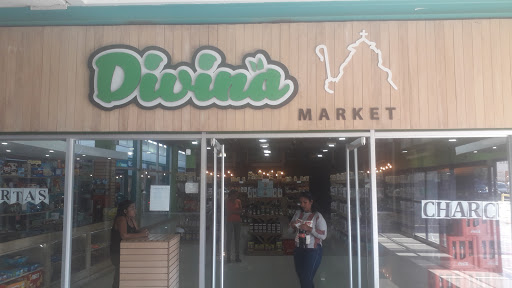 Divina
MARKET
RTAS
CHARC